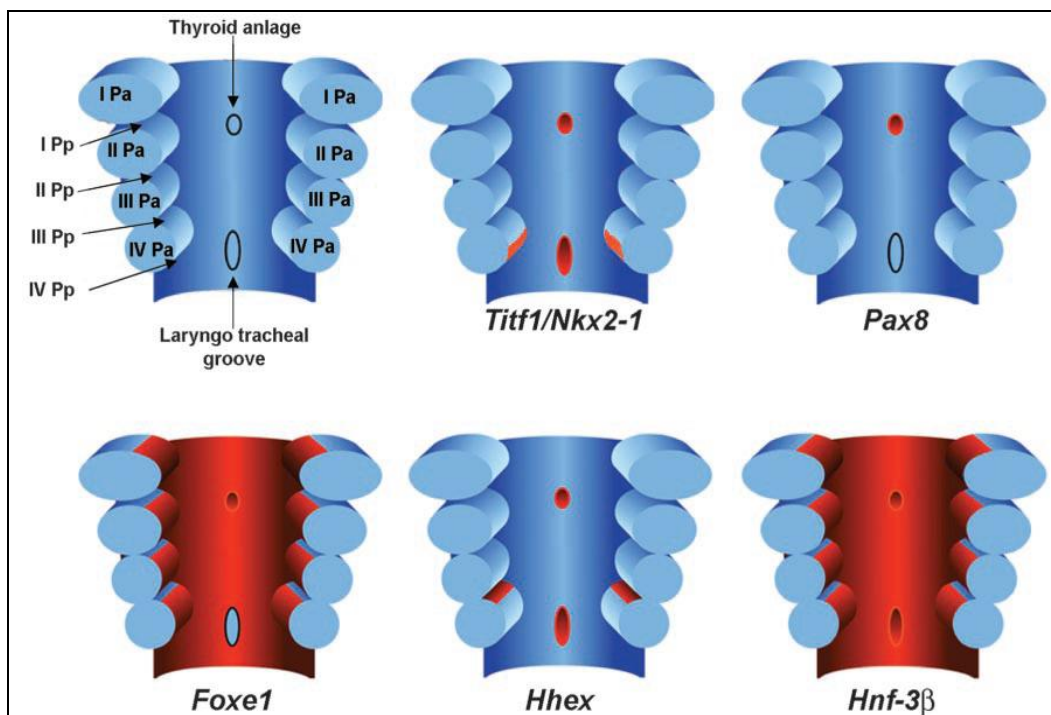 Thyroid anlage
I Pa
I Pa
I Pp
II Pa
II Pa
II Pp
III Pa
III Pa
III Pp
IV Pa
IV Pa
IV Pp
Laryngo tracheal
groove
Titf1/Nkx2-1
Pax8
Foxe1
Hhex
Hnf-3β